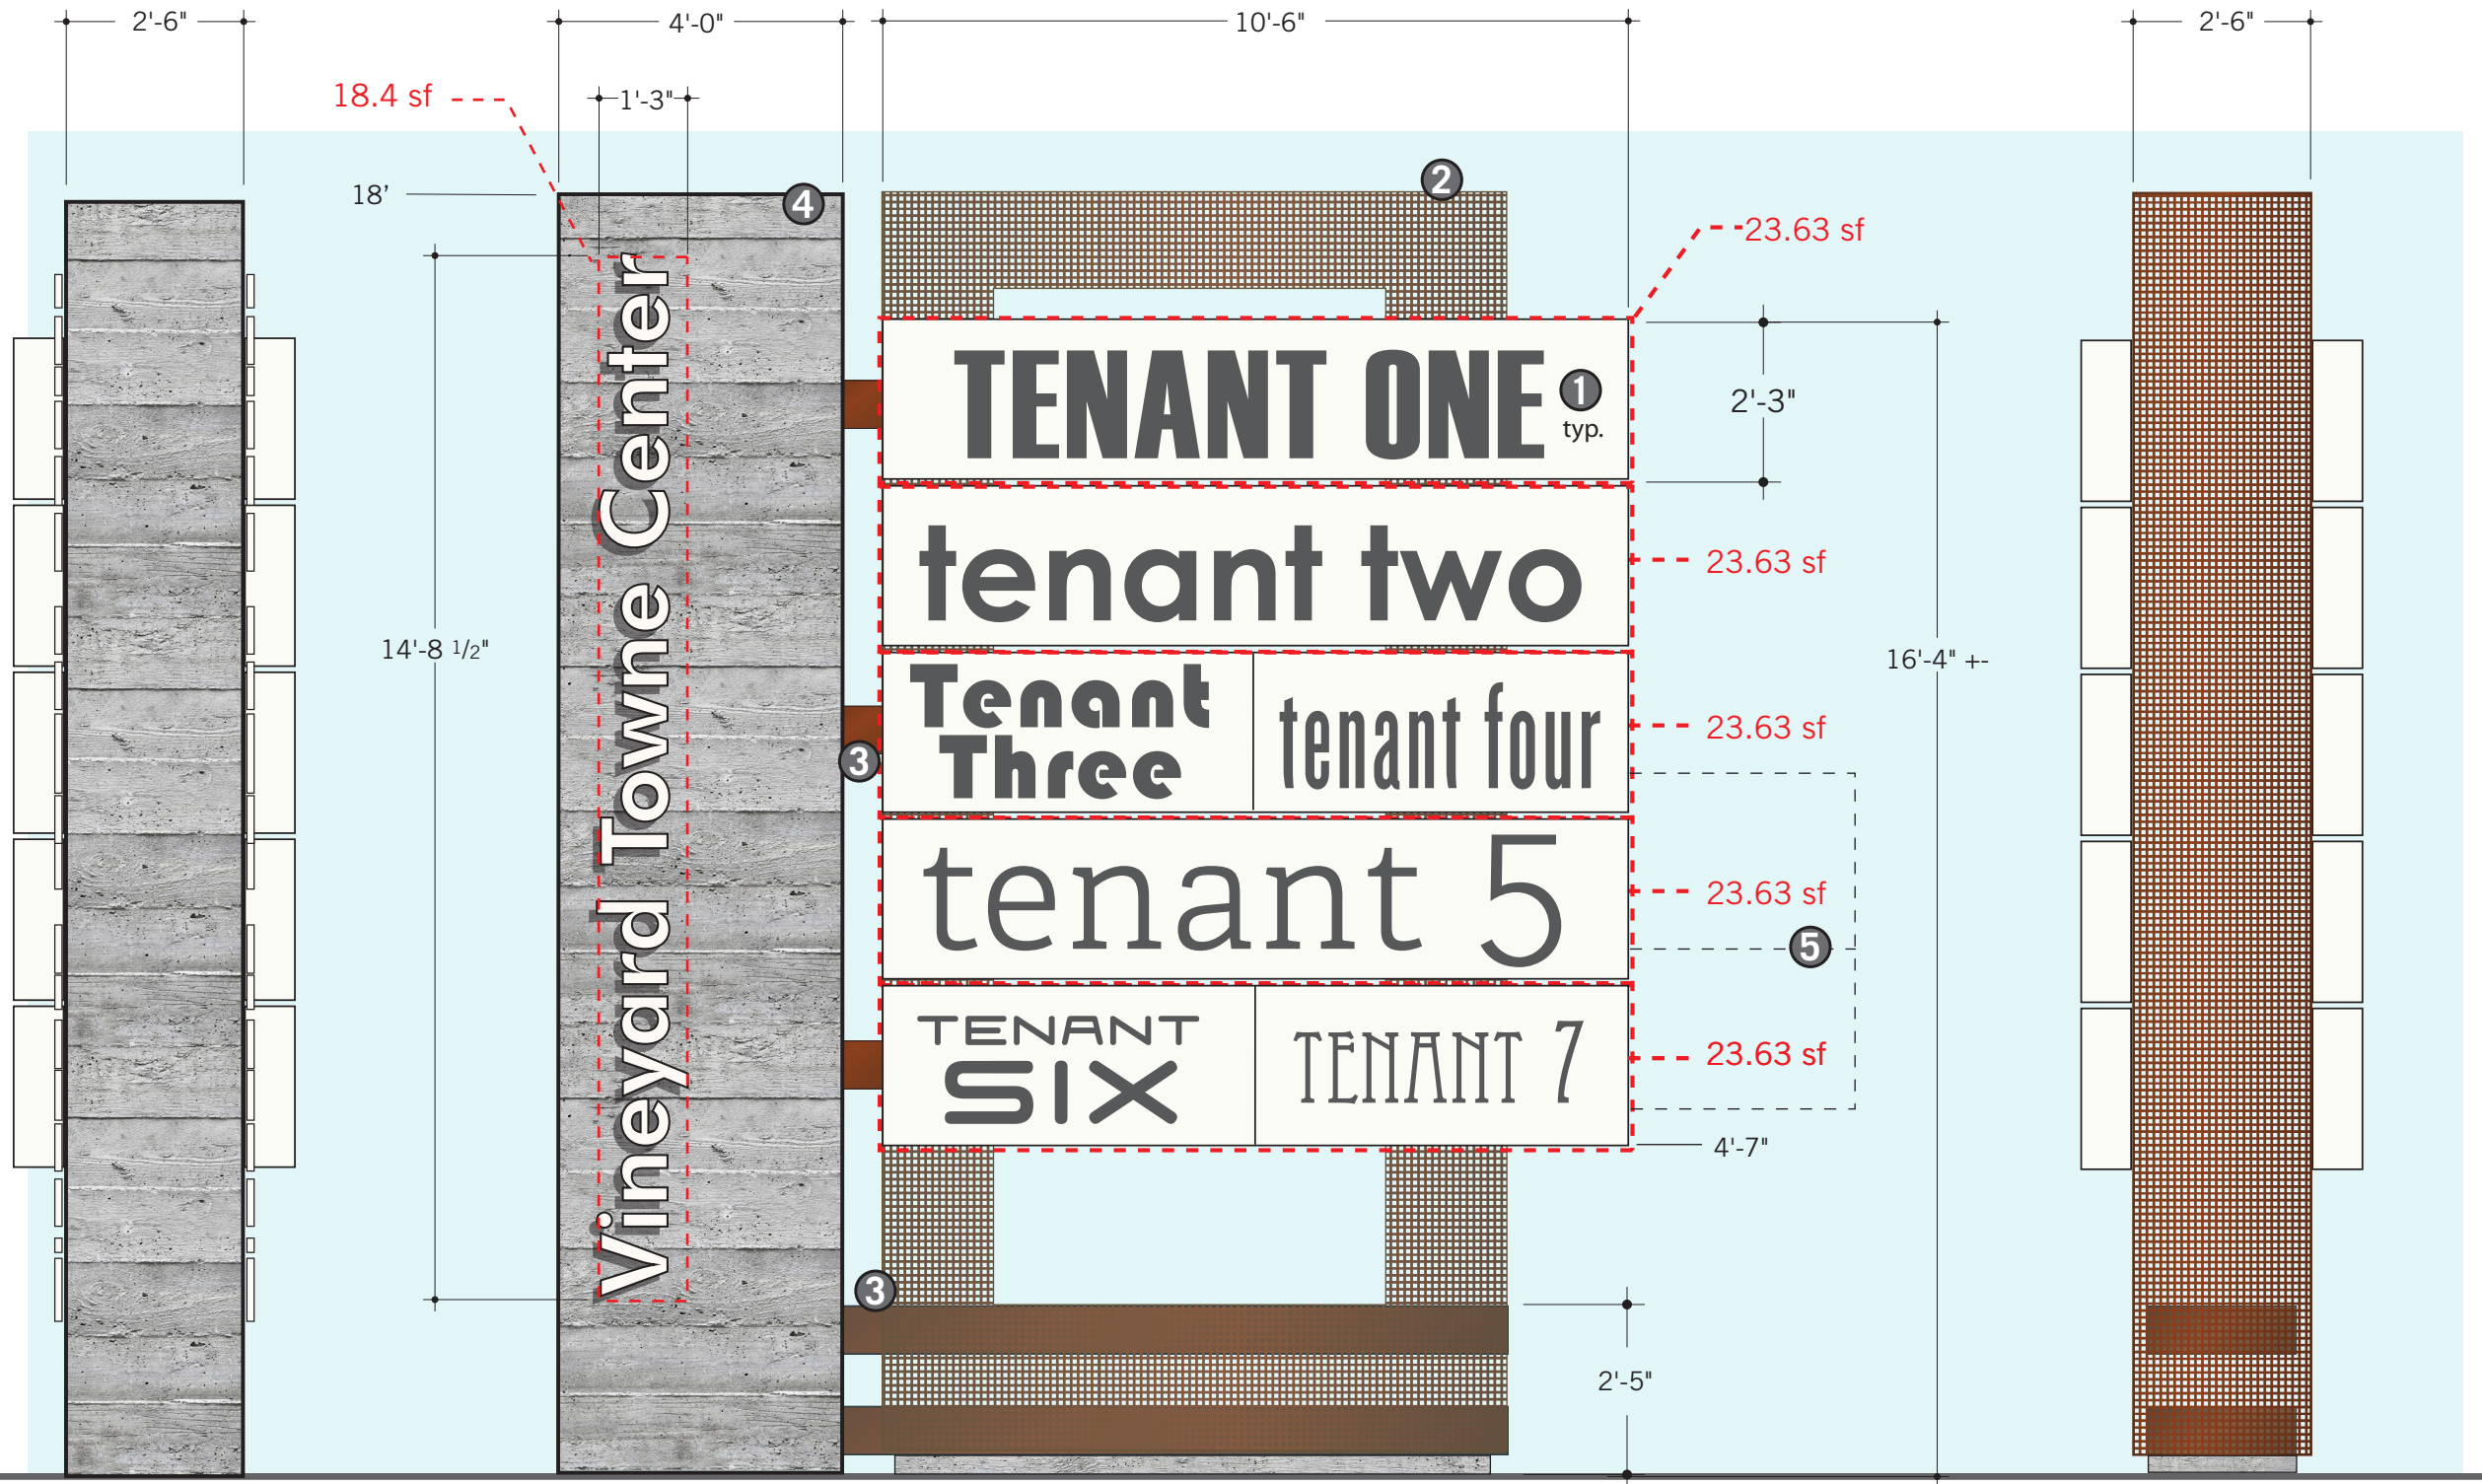 2'-6"
4'-0"
10'-6"
2'-6"
18.4 sf
1'-3"
18'
4
2
23.63 sf
TENANT ONE
1
typ.
2'-3"
tenant two
23.63 sf
14'-8 1/2"
Vineyard Towne Center
16'-4" +-
Tenant
Three
tenant four
23.63 sf
3
tenant 5
23.63 sf
5
TENANT
SIX
TENANT 7
23.63 sf
4'-7"
3
2'-5"